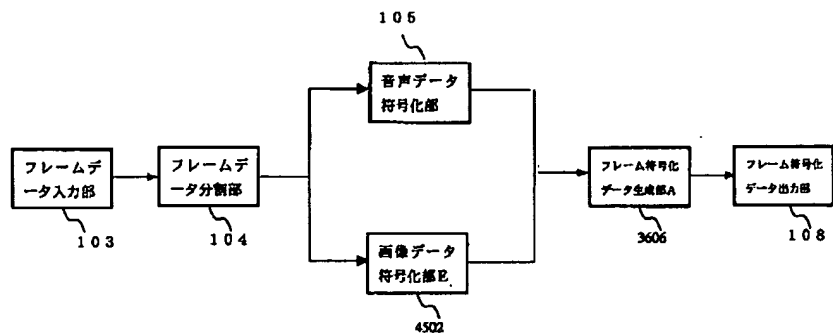 105
音声データ
符号化部
フレームデ
ータ入力部
103
フレームデ
ータ分割部
104
フレーム符号化
データ生成部A
3606
フレーム符号化
データ出力部
108
画像データ
符号化部E
4502